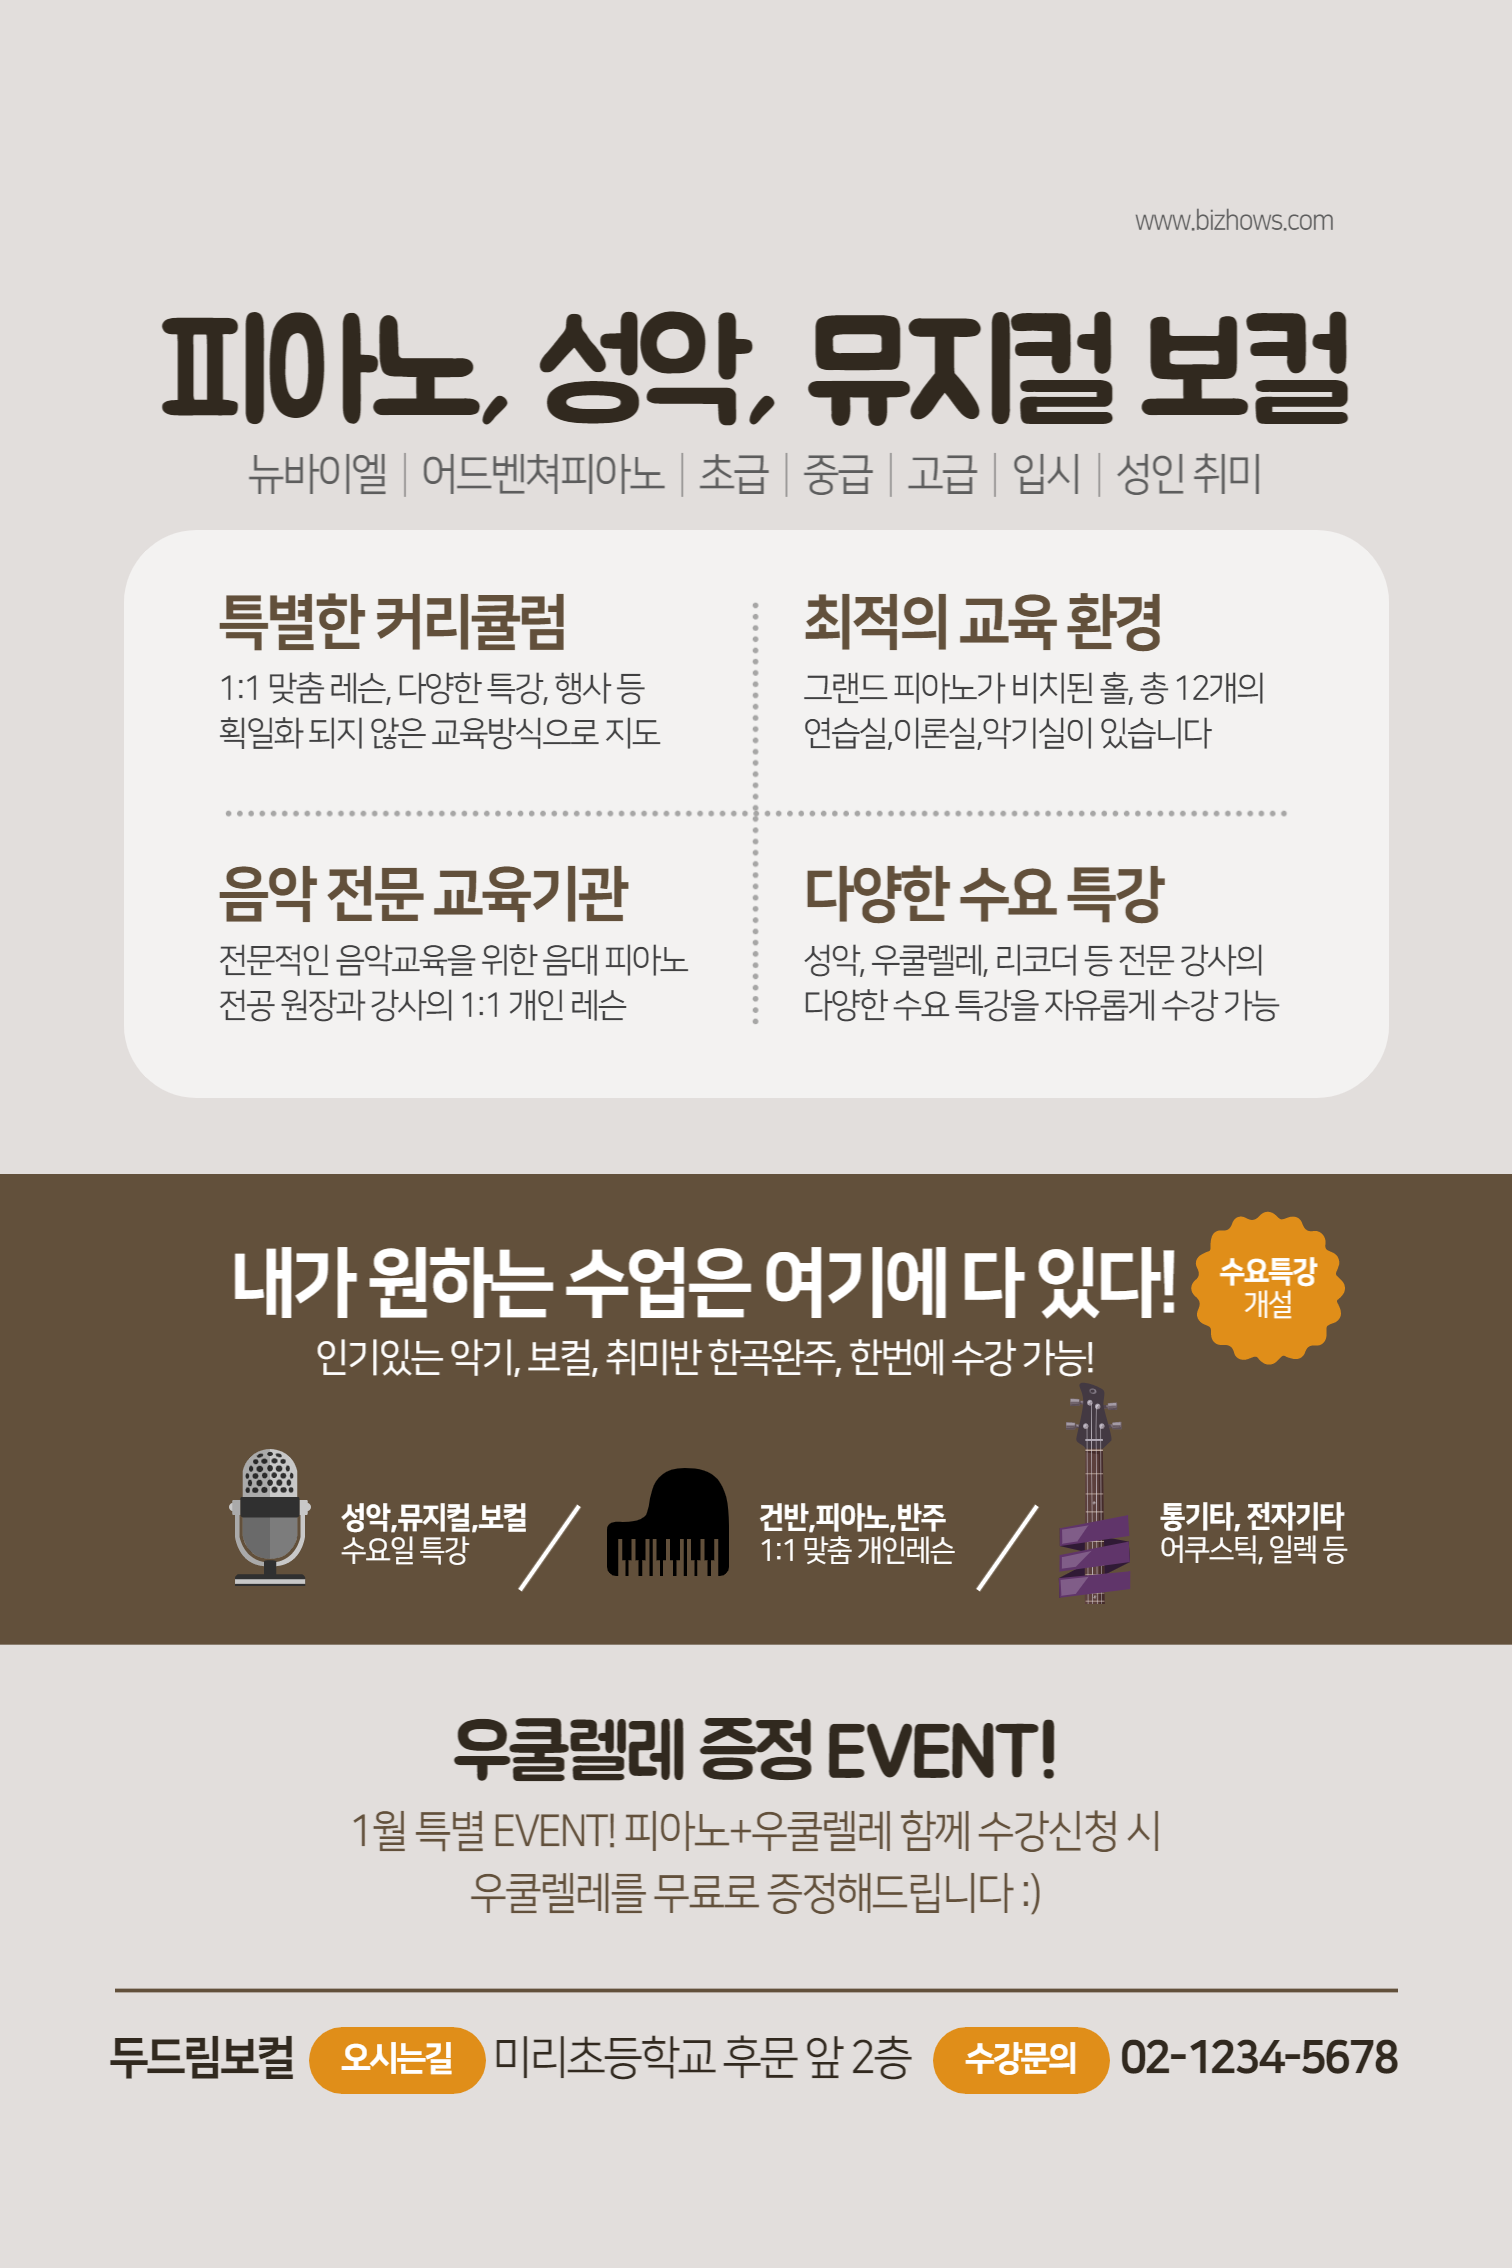 www.bizhows.com
피아노, 성악, 뮤지컬 보컬
뉴바이엘 | 어드벤쳐피아노 | 초급 | 중급 | 고급 | 입시 | 성인 취미
특별한 커리큘럼
1:1 맞춤 레슨, 다양한 특강, 행사 등
획일화 되지 않은 교육방식으로 지도
최적의 교육 환경
그랜드 피아노가 비치된 홀, 총 12개의
연습실,이론실,악기실이 있습니다
음악 전문 교육기관
전문적인 음악교육을 위한 음대 피아노
전공 원장과 강사의 1:1 개인 레슨
다양한 수요 특강
성악, 우쿨렐레, 리코더 등 전문 강사의
다양한 수요 특강을 자유롭게 수강 가능
내가 원하는 수업은 여기에 다 있다!
수요특강
개설
인기있는 악기, 보컬, 취미반 한곡완주, 한번에 수강 가능!
성악,뮤지컬,보컬
수요일 특강
건반,피아노,반주
1:1 맞춤 개인레슨
통기타, 전자기타
어쿠스틱, 일렉 등
우쿨렐레 증정 EVENT!
1월 특별 EVENT! 피아노+우쿨렐레 함께 수강신청 시
우쿨렐레를 무료로 증정해드립니다 :)
두드림보컬 오시는길 미리초등학교 후문 앞 2층 수강문의 02-1234-5678